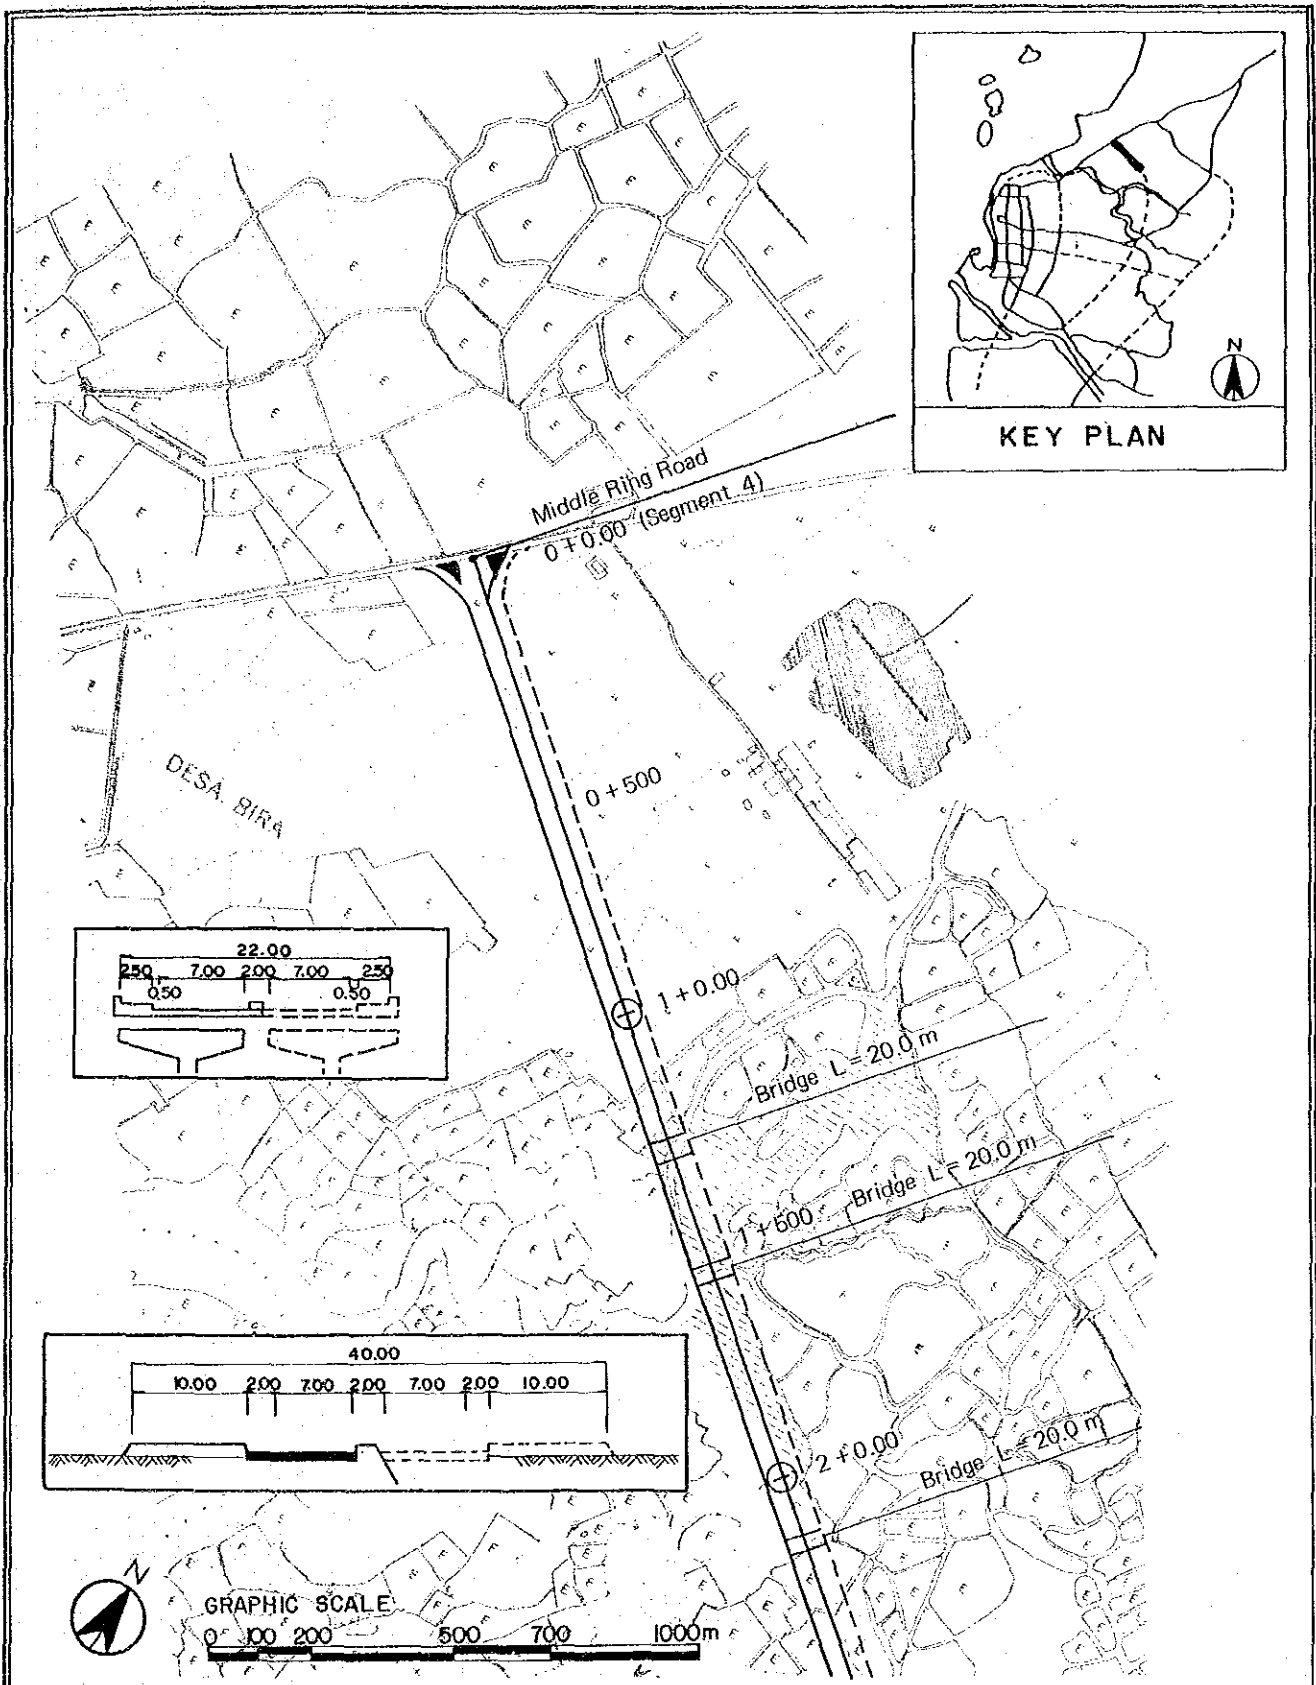 N
KEY PLAN
Middle Ring Road
0+0.00 (Segment 4)
DESA BIRA
0+500
22.00
2.50 7.00 2.00 7.00 2.50
0.50 0.50
1+0.00
Bridge L = 20.0 m
Bridge L = 20.0 m
1+500
40.00
10.00 2.00 7.00 2.00 7.00 2.00 10.00
2+0.00
Bridge L = 20.0 m
N
GRAPHIC SCALE
0 100 200 500 700 1000m